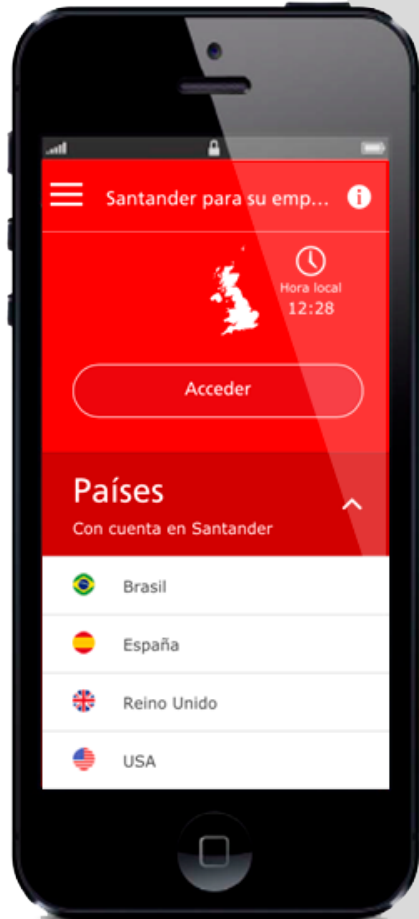 Santander para su emp...
Hora local
12:28
Acceder
Países
Con cuenta en Santander
Brasil
España
Reino Unido
USA